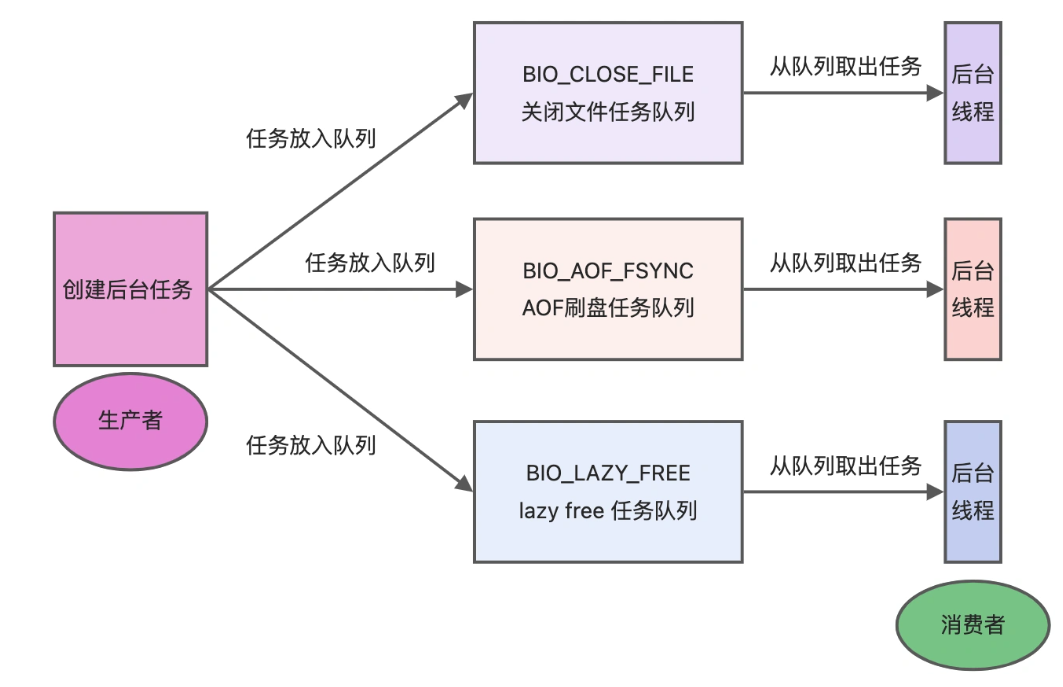 BIO_CLOSE_FILE
关闭文件任务队列
从队列取出任务
后台
线程
任务放入队列
创建后台任务
任务放入队列
BIO_AOF_FSYNC
AOF刷盘任务队列
从队列取出任务
后台
线程
生产者
任务放入队列
BIO_LAZY_FREE
lazy free 任务队列
从队列取出任务
后台
线程
消费者